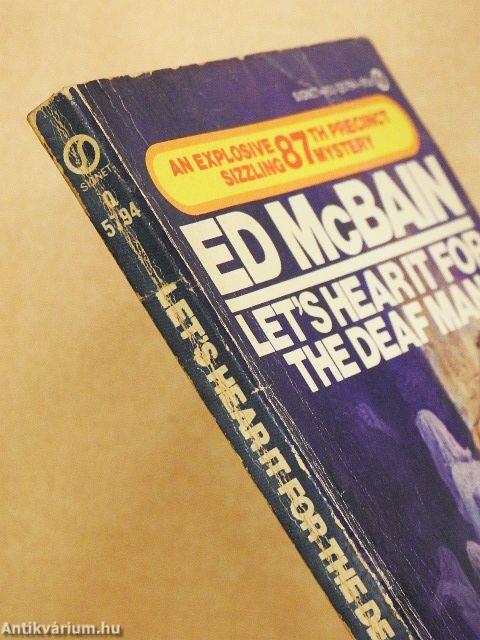 SIGNET
Q
5794
LET'S HEAR IT FOR THE DE
AN EXPLOSIVE
SIZZLING 87TH PRECINCT
MYSTERY
ED McBAIN
LET'S HEAR IT FOR
THE DEAF MAN
Antikvárium.hu